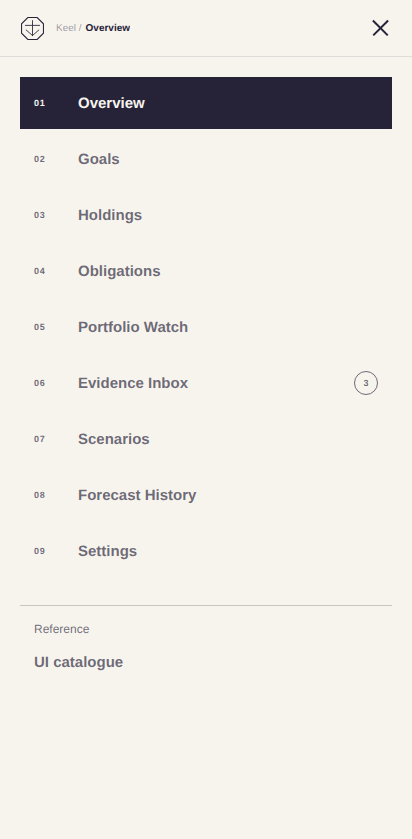 Keel / Overview
01 Overview
02 Goals
03 Holdings
04 Obligations
05 Portfolio Watch
06 Evidence Inbox 3
07 Scenarios
08 Forecast History
09 Settings
Reference
UI catalogue